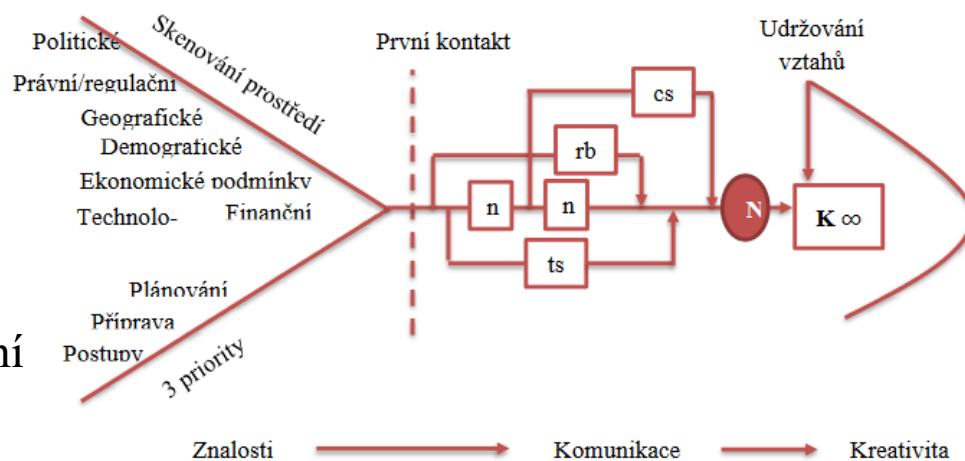 Politické
Právní/regulační
Geografické
Demografické
Ekonomické podmínky
Technolo-
Finanční
Skenování prostředí
Plánování
Příprava
Postupy
ní
3 priority
První kontakt
cs
rb
n
n
ts
N
Udržování
vztahů
K ∞
Znalosti
Komunikace
Kreativita